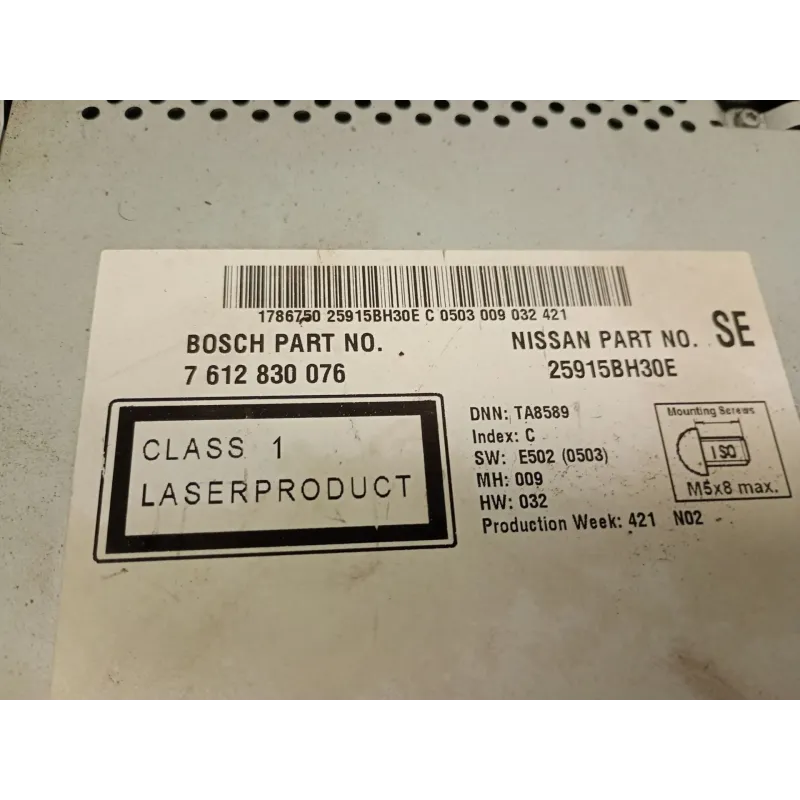 1786750 25915BH30E C 0503 009 032 421
BOSCH PART NO.
7 612 830 076
NISSAN PART NO.
25915BH30E
SE
CLASS 1
LASERPRODUCT
DNN: TA8589
Index: C
SW: E502 (0503)
MH: 009
HW: 032
Production Week: 421 N02
Mounting Screws
ISO
M5x8 max.